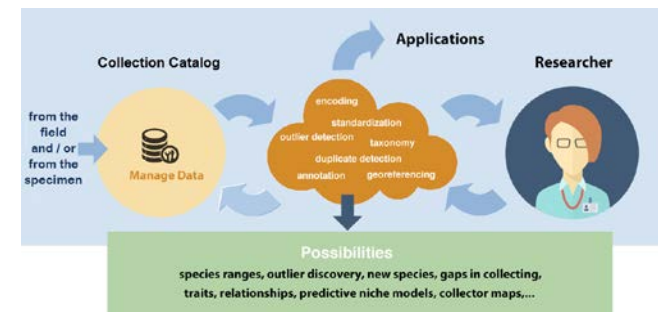 Applications
Collection Catalog
Researcher
from the
field
and / or
from the
specimen
Manage Data
encoding
standardization
outlier detection
taxonomy
duplicate detection
annotation
georeferencing
Possibilities
species ranges, outlier discovery, new species, gaps in collecting,
traits, relationships, predictive niche models, collector maps,...